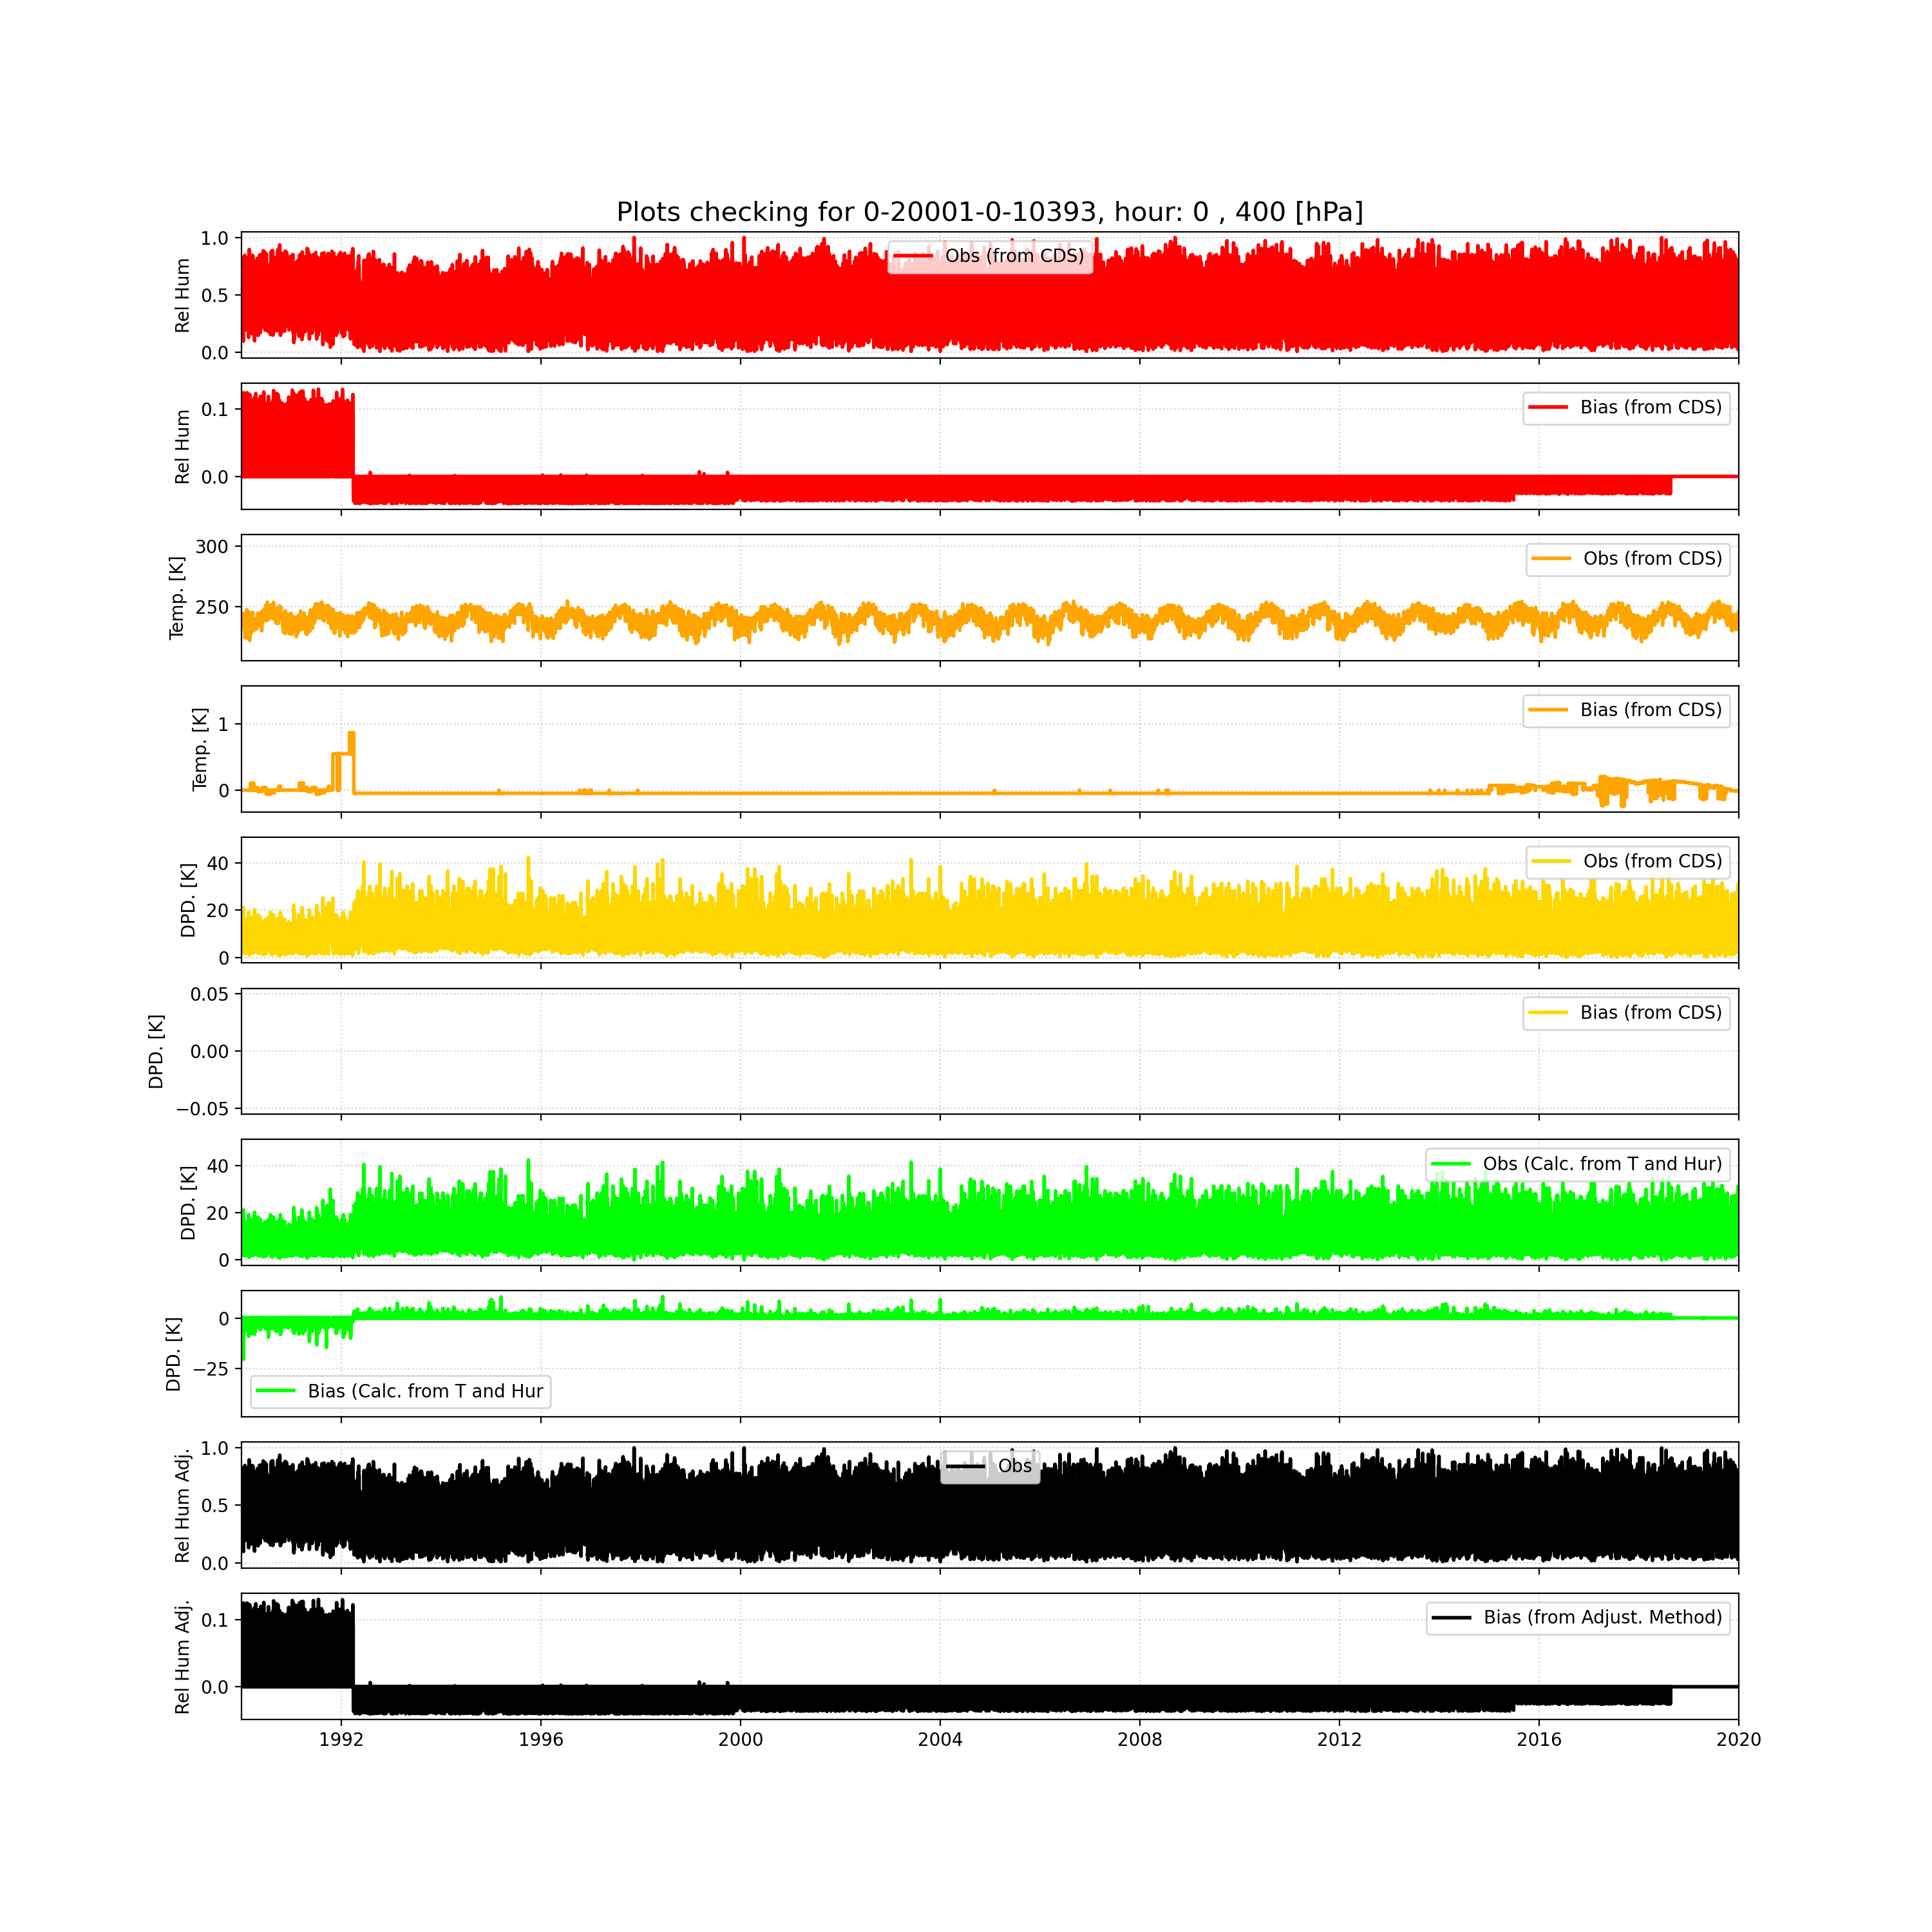 Plots checking for 0-20001-0-10393, hour: 0 , 400 [hPa]
Rel Hum
1.0
0.5
0.0
Obs (from CDS)
Rel Hum
0.1
0.0
Bias (from CDS)
Temp. [K]
300
250
Obs (from CDS)
Temp. [K]
1
0
Bias (from CDS)
DPD. [K]
40
20
0
Obs (from CDS)
DPD. [K]
0.05
0.00
−0.05
Bias (from CDS)
DPD. [K]
40
20
0
Obs (Calc. from T and Hur)
DPD. [K]
0
−25
Bias (Calc. from T and Hur
Rel Hum Adj.
1.0
0.5
0.0
Obs
Rel Hum Adj.
0.1
0.0
Bias (from Adjust. Method)
1992 1996 2000 2004 2008 2012 2016 2020